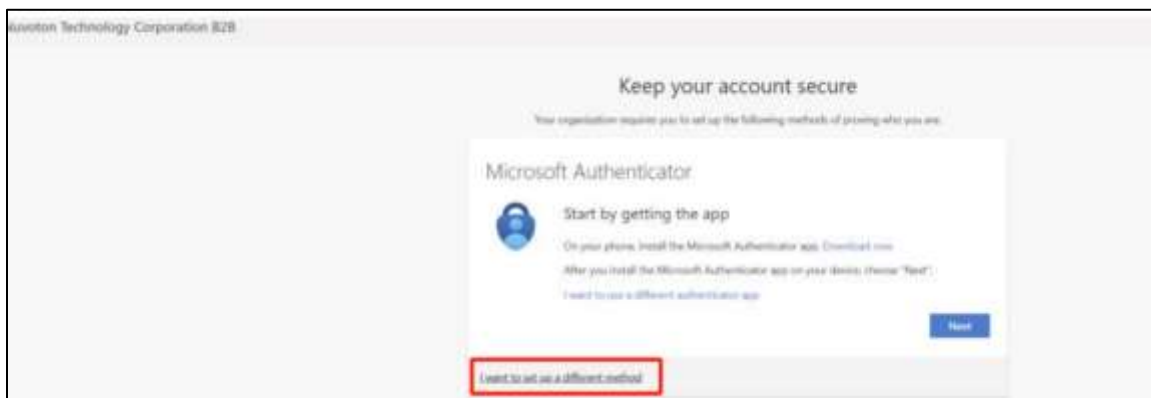 Nuvoton Technology Corporation B2B
Keep your account secure
Your organization requires you to set up the following methods of proving who you are.
Microsoft Authenticator
Start by getting the app
On your phone, install the Microsoft Authenticator app. Download now
After you install the Microsoft Authenticator app on your device, choose "Next".
I want to use a different authenticator app
Next
I want to set up a different method